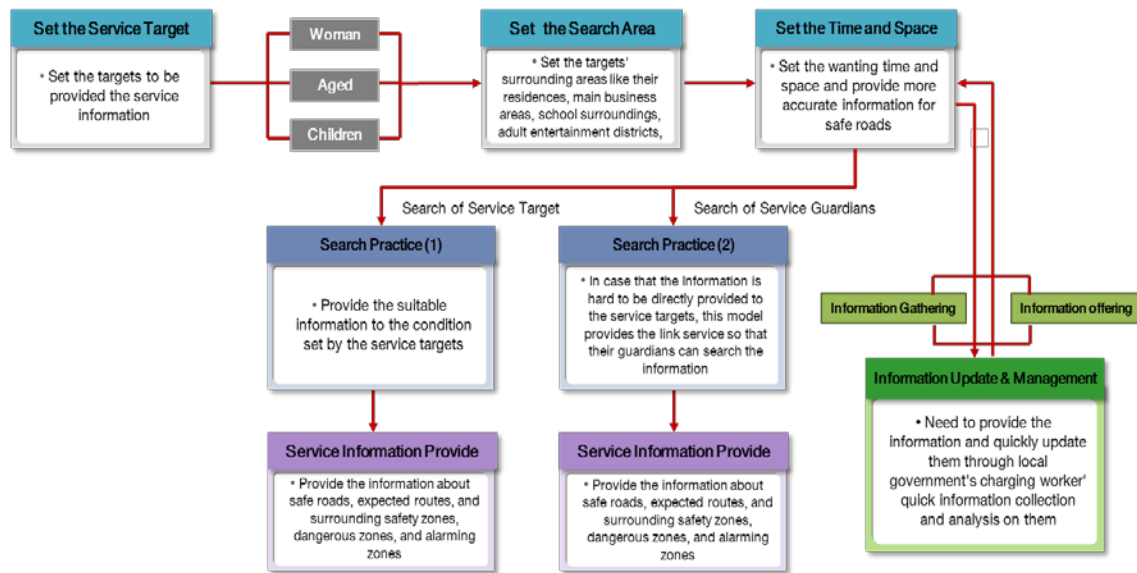 Set the Service Target
• Set the targets to be
provided the service
information
Woman
Aged
Children
Set the Search Area
• Set the targets'
surrounding areas like their
residences, main business
areas, school surroundings,
adult entertainment districts,
Set the Time and Space
• Set the wanting time and
space and provide more
accurate information for
safe roads
Search of Service Target
Search of Service Guardians
Search Practice (1)
• Provide the suitable
information to the condition
set by the service targets
Search Practice (2)
• In case that the information is
hard to be directly provided to
the service targets, this model
provides the link service so that
their guardians can search the
information
Information Gathering
Information offering
Information Update & Management
• Need to provide the
information and quickly update
them through local
government's charging worker'
quick information collection
and analysis on them
Service Information Provide
• Provide the information about
safe roads, expected routes, and
surrounding safety zones,
dangerous zones, and alarming
zones
Service Information Provide
• Provide the information about
safe roads, expected routes, and
surrounding safety zones,
dangerous zones, and alarming
zones